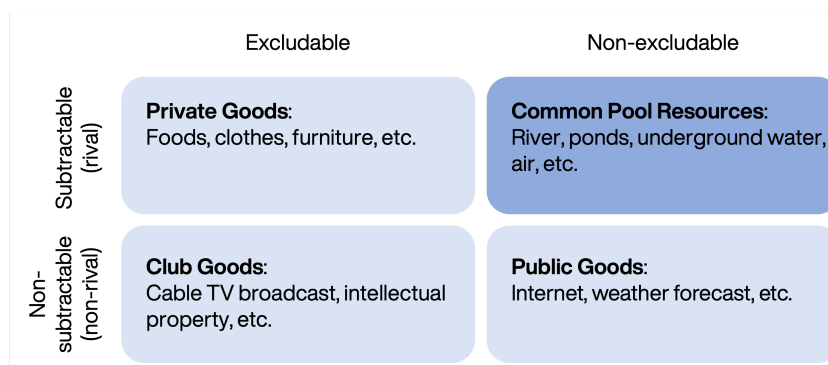 Excludable
Non-excludable
Subtractable
(rival)
Private Goods:
Foods, clothes, furniture, etc.
Common Pool Resources:
River, ponds, underground water,
air, etc.
Non-
subtractable
(non-rival)
Club Goods:
Cable TV broadcast, intellectual
property, etc.
Public Goods:
Internet, weather forecast, etc.